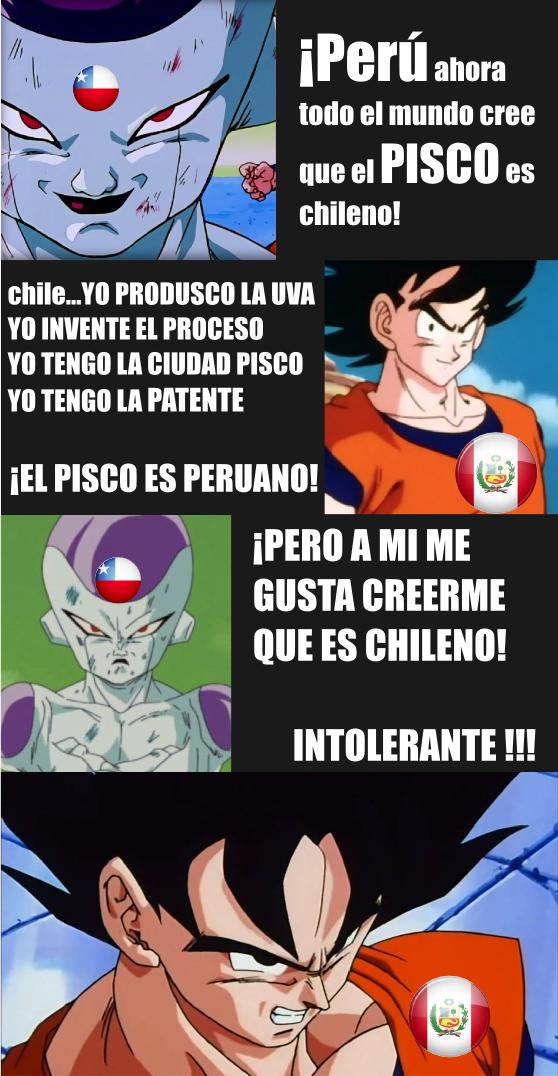 ¡Perú ahora
todo el mundo cree
que el PISCO es
chileno!
chile...YO PRODUSCO LA UVA
YO INVENTE EL PROCESO
YO TENGO LA CIUDAD PISCO
YO TENGO LA PATENTE
¡EL PISCO ES PERUANO!
¡PERO A MI ME
GUSTA CREERME
QUE ES CHILENO!
INTOLERANTE !!!